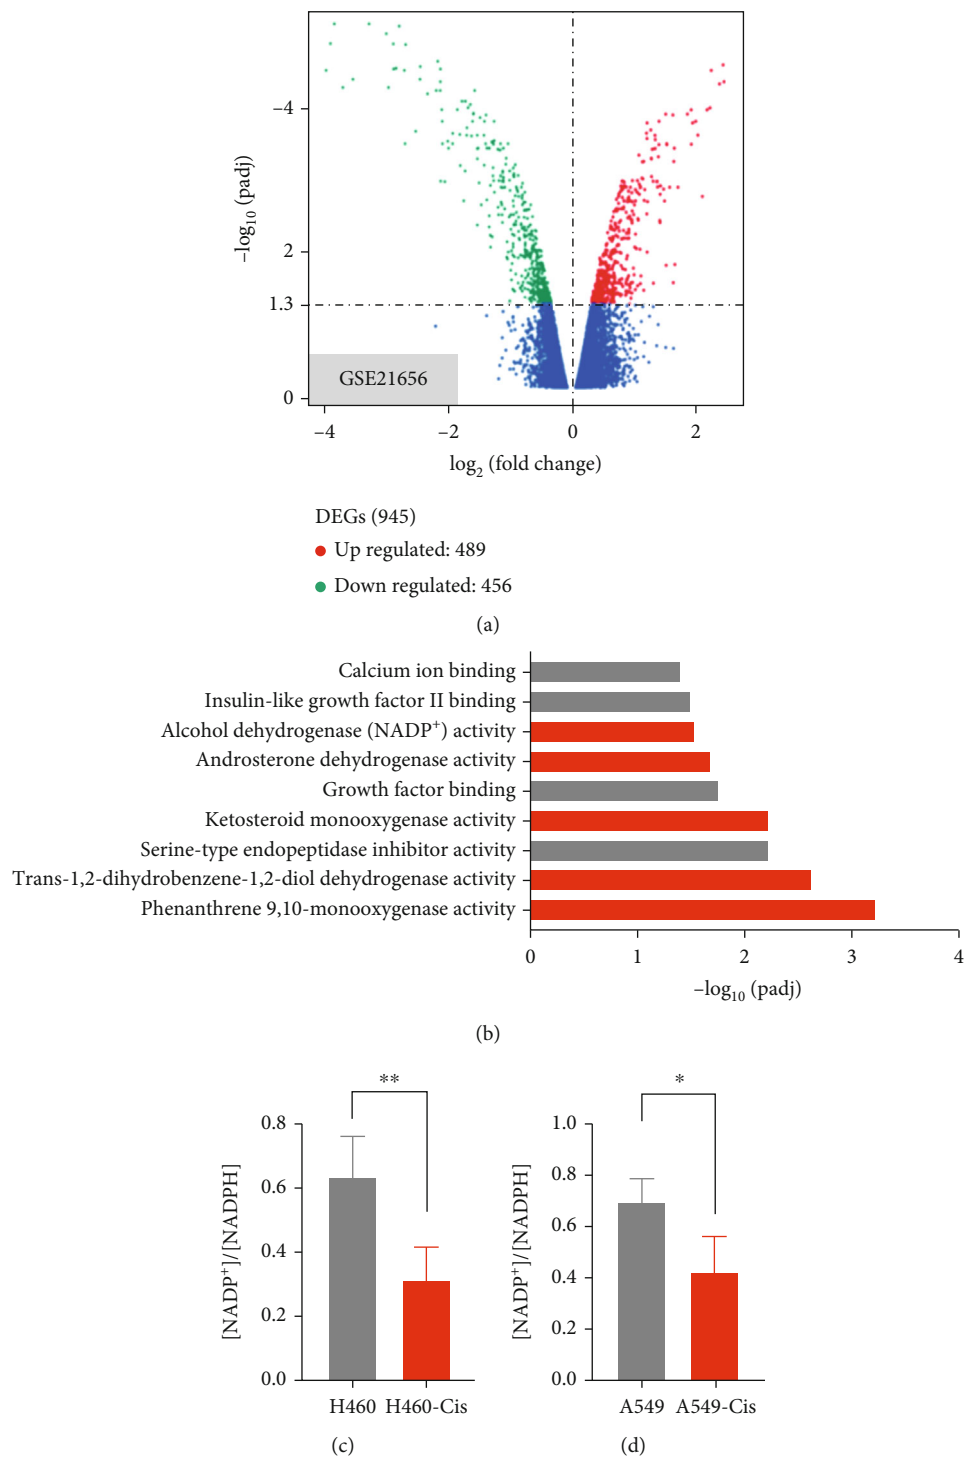 −4
2
1.3
0
−log10 (padj)
GSE21656
−4 −2 0 2
log2 (fold change)
DEGs (945)
Up regulated: 489
Down regulated: 456
(a)
Calcium ion binding
Insulin-like growth factor II binding
Alcohol dehydrogenase (NADP+) activity
Androsterone dehydrogenase activity
Growth factor binding
Ketosteroid monooxygenase activity
Serine-type endopeptidase inhibitor activity
Trans-1,2-dihydrobenzene-1,2-diol dehydrogenase activity
Phenanthrene 9,10-monooxygenase activity
0 1 2 3 4
−log10 (padj)
(b)
**
0.8
0.6
0.4
0.2
0.0
[NADP+]/[NADPH]
H460 H460-Cis
(c)
*
1.0
0.8
0.6
0.4
0.2
0.0
[NADP+]/[NADPH]
A549 A549-Cis
(d)